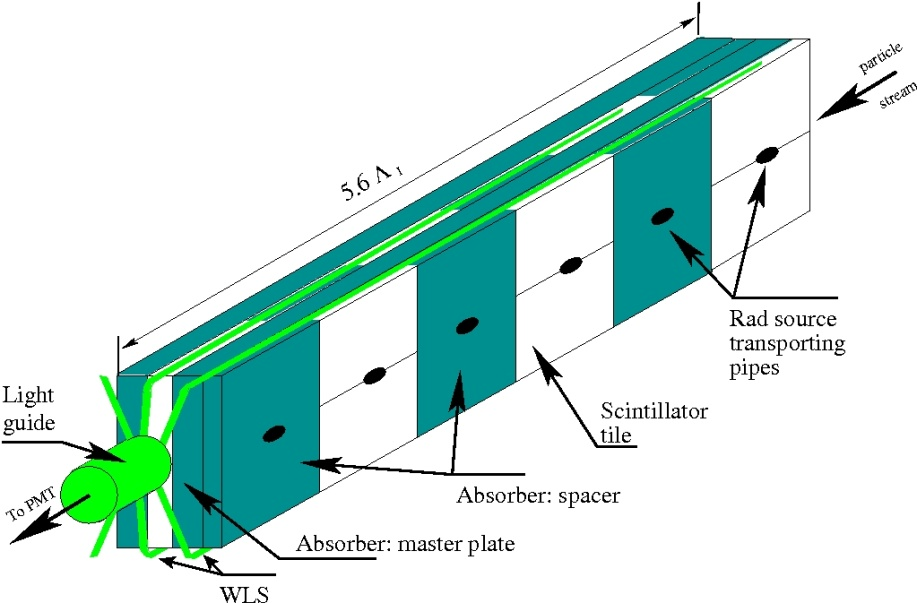 particle
stream
5.6 Λ I
Rad source
transporting
pipes
Light
guide
Scintillator
tile
To PMT
Absorber: spacer
Absorber: master plate
WLS